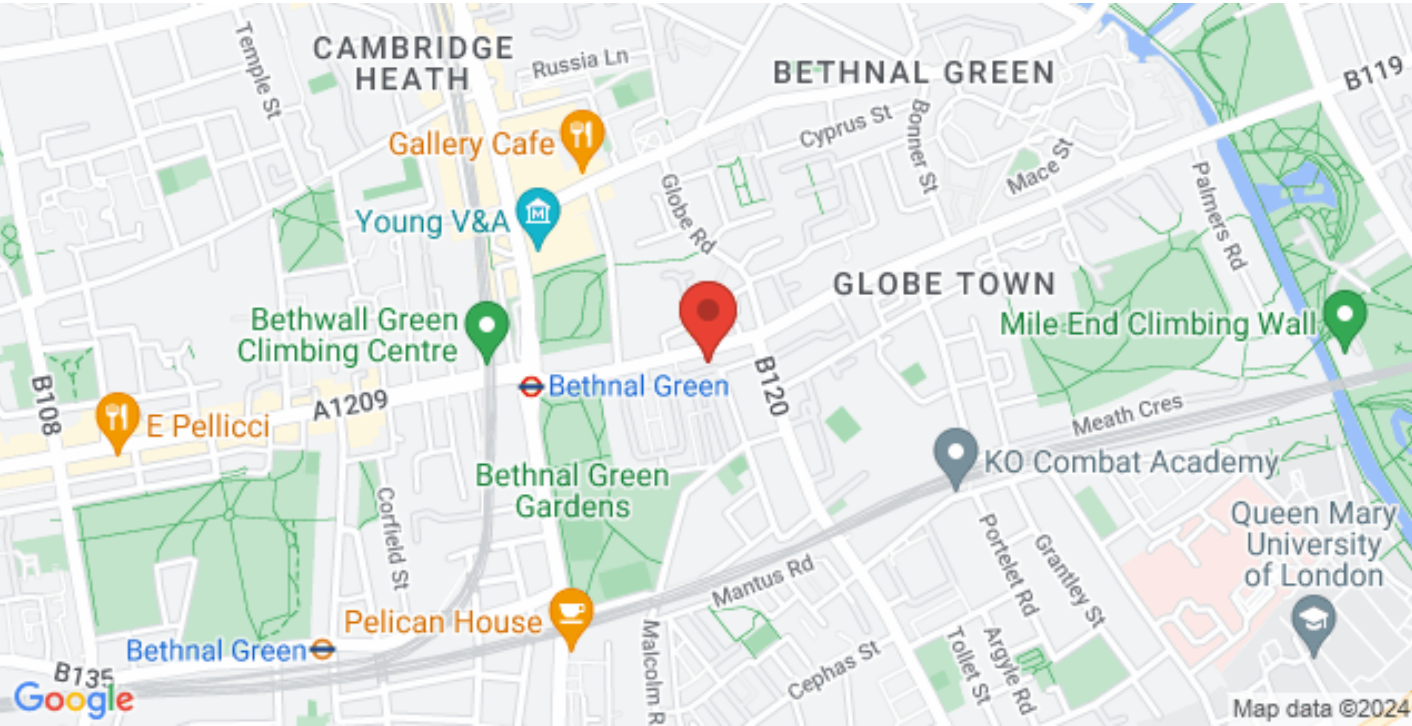 Temple St
CAMBRIDGE
HEATH
Russia Ln
BETHNAL GREEN
B119
Gallery Cafe
Cyprus St
Bonner St
Mace St
Globe Rd
Palmers Rd
Young V&A
GLOBE TOWN
Bethwall Green
Climbing Centre
Mile End Climbing Wall
B108
A1209
Bethnal Green
B120
E Pellicci
Meath Cres
KO Combat Academy
Bethnal Green
Gardens
Corfield St
Queen Mary
University
of London
Portelet Rd
Grantley St
Mantus Rd
Pelican House
Bethnal Green
Malcolm R
Cephas St
Tollet St
Argyle Rd
B135
Google
Map data ©2024